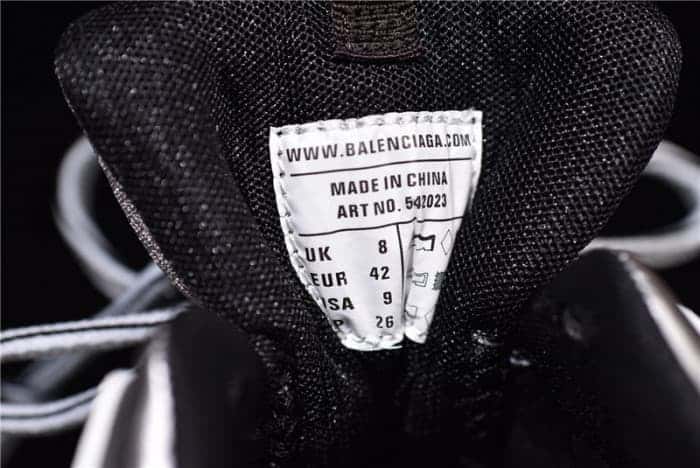 WWW.BALENCIAGA.COM
MADE IN CHINA
ART NO. 542023
UK 8
EUR 42
USA 9
26